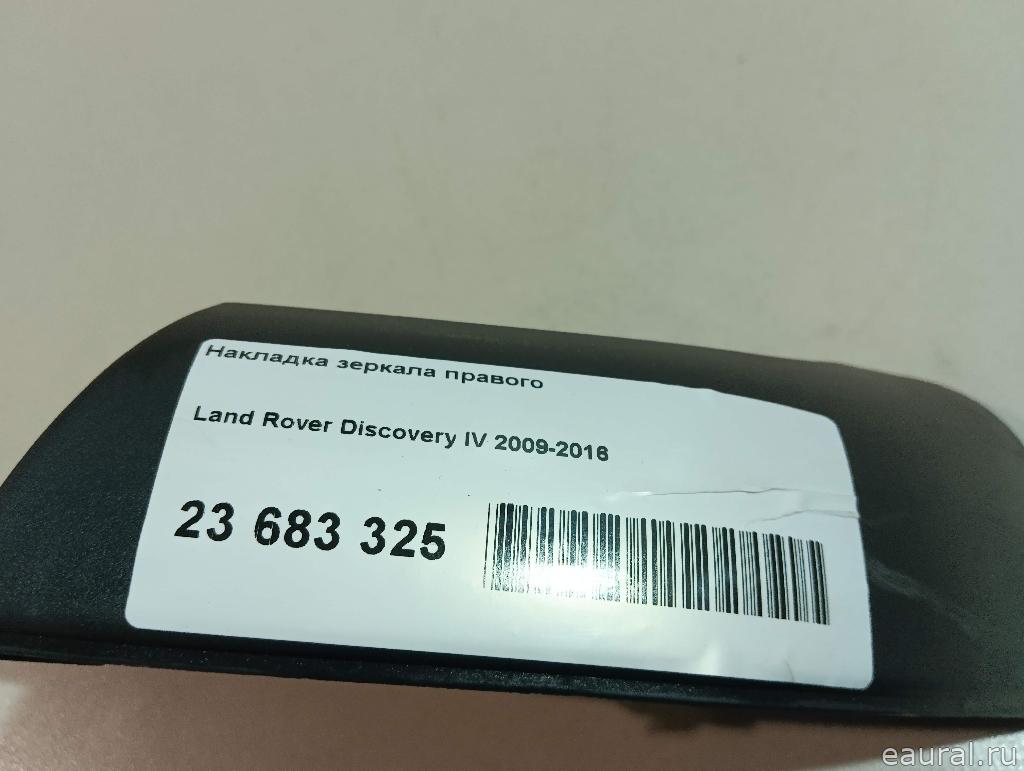 Накладка зеркала правого
Land Rover Discovery IV 2009-2016
23 683 325
eaural.ru